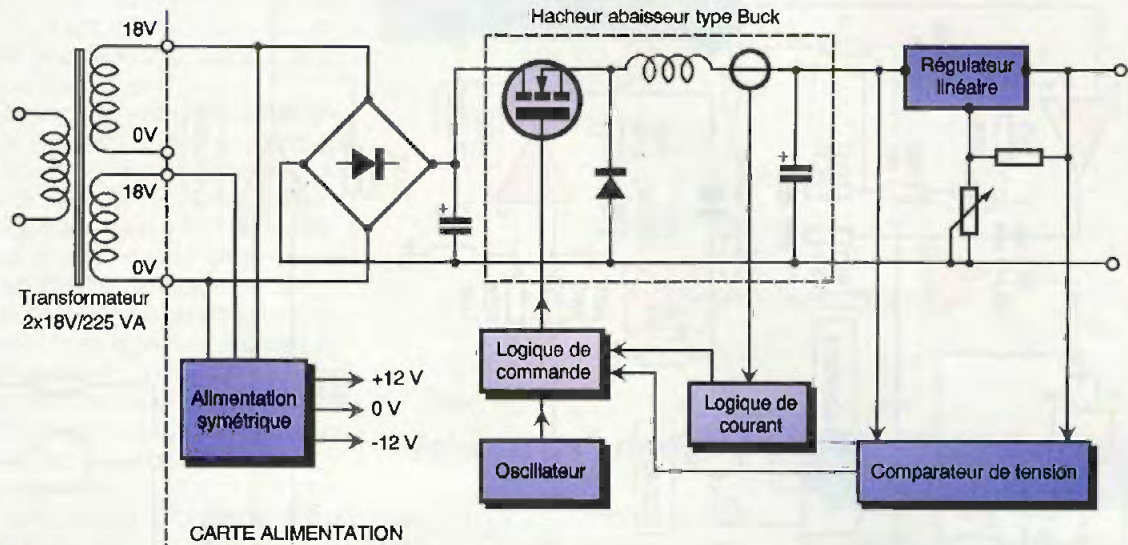 Hacheur abaisseur type Buck
18V
0V
18V
0V
Transformateur
2x18V/225 VA
+
+
Régulateur
linéaire
Alimentation
symétrique
+12 V
0 V
-12 V
Logique de
commande
Oscillateur
Logique de
courant
Comparateur de tension
CARTE ALIMENTATION